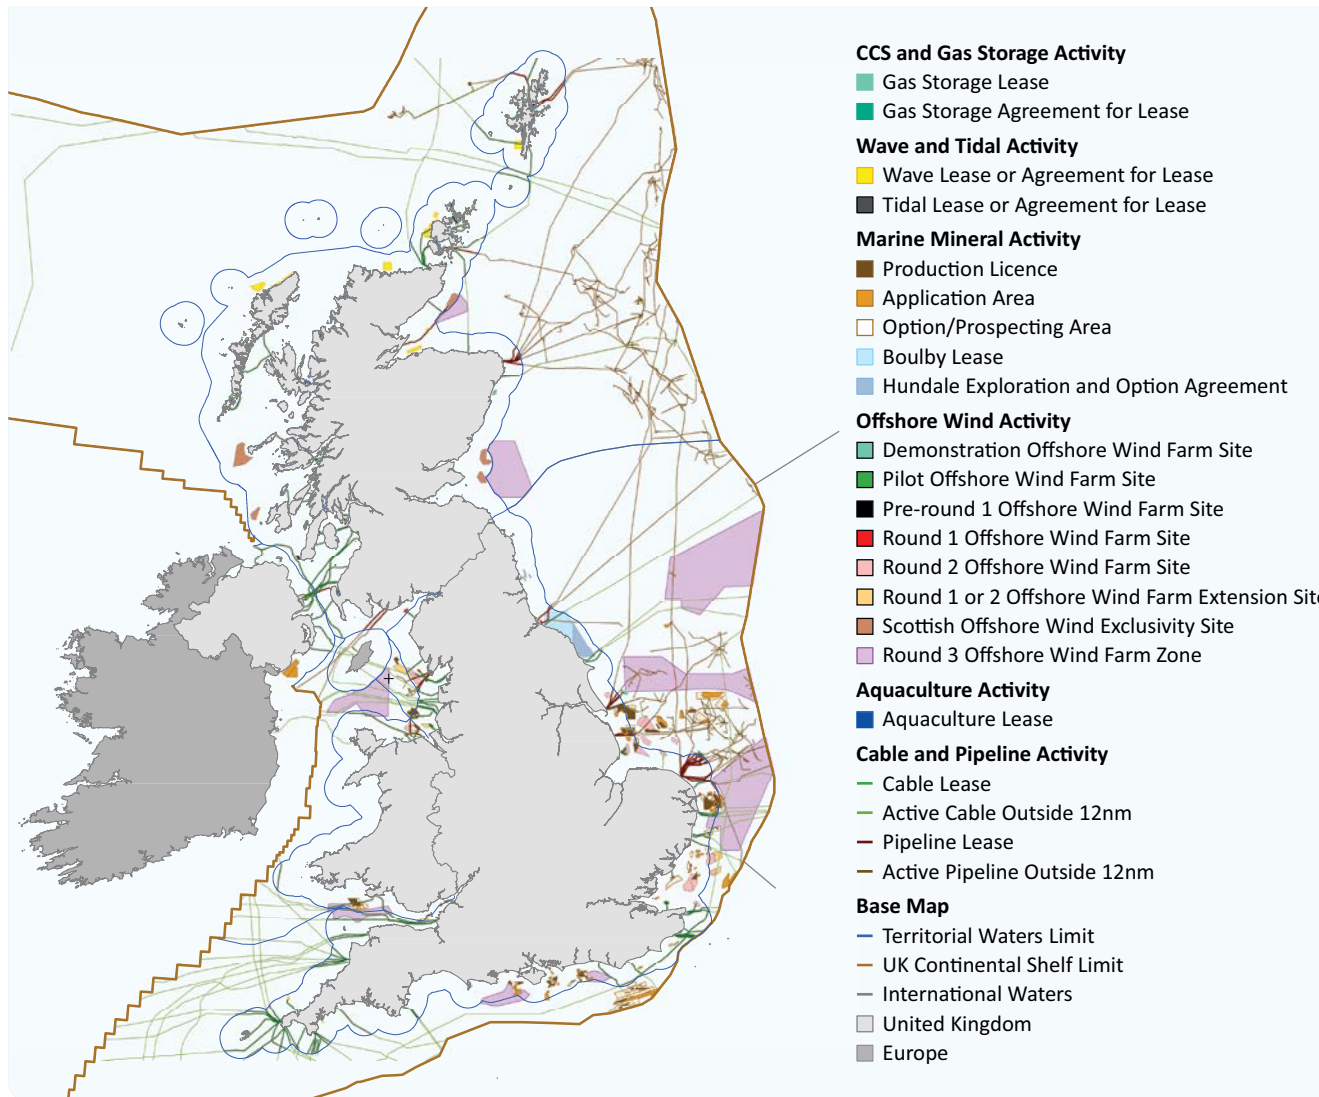 CCS and Gas Storage Activity
Gas Storage Lease
Gas Storage Agreement for Lease
Wave and Tidal Activity
Wave Lease or Agreement for Lease
Tidal Lease or Agreement for Lease
Marine Mineral Activity
Production Licence
Application Area
Option/Prospecting Area
Boulby Lease
Hundale Exploration and Option Agreement
Offshore Wind Activity
Demonstration Offshore Wind Farm Site
Pilot Offshore Wind Farm Site
Pre-round 1 Offshore Wind Farm Site
Round 1 Offshore Wind Farm Site
Round 2 Offshore Wind Farm Site
Round 1 or 2 Offshore Wind Farm Extension Site
Scottish Offshore Wind Exclusivity Site
Round 3 Offshore Wind Farm Zone
Aquaculture Activity
Aquaculture Lease
Cable and Pipeline Activity
Cable Lease
Active Cable Outside 12nm
Pipeline Lease
Active Pipeline Outside 12nm
Base Map
Territorial Waters Limit
UK Continental Shelf Limit
International Waters
United Kingdom
Europe